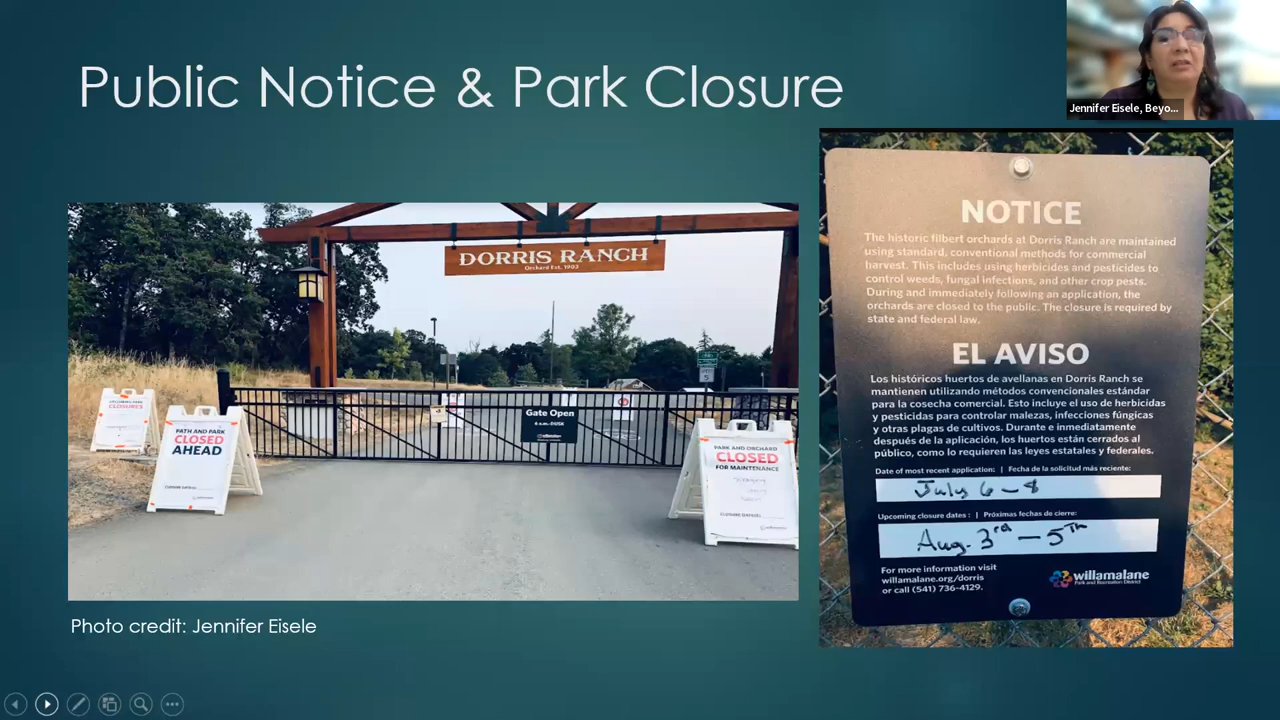 Public Notice & Park Closure
Jennifer Eisele, Beyo...
DORRIS RANCH
Orchard Est. 1903
UPCOMING PARK
CLOSURES
PATH AND PARK
CLOSED
AHEAD
CLOSURE DATE(S):
Gate Open
6 a.m.-DUSK
PARK AND ORCHARD
CLOSED
FOR MAINTENANCE
CLOSURE DATE(S):
NOTICE
The historic filbert orchards at Dorris Ranch are maintained
using standard, conventional methods for commercial
harvest. This includes using herbicides and pesticides to
control weeds, fungal infections, and other crop pests.
During and immediately following an application, the
orchards are closed to the public. The closure is required by
state and federal law.
EL AVISO
Los históricos huertos de avellanas en Dorris Ranch se
mantienen utilizando métodos convencionales estándar
para la cosecha comercial. Esto incluye el uso de herbicidas
y pesticidas para controlar malezas, infecciones fúngicas
y otras plagas de cultivos. Durante e inmediatamente
después de la aplicación, los huertos están cerrados al
público, como lo requieren las leyes estatales y federales.
Date of most recent application: | Fecha de la solicitud más reciente:
July 6 - 8
Upcoming closure dates : | Próximas fechas de cierre:
Aug. 3rd - 5Th
For more information visit
willamalane.org/dorris
or call (541) 736-4129.
willamalane
Park and Recreation District
Photo credit: Jennifer Eisele